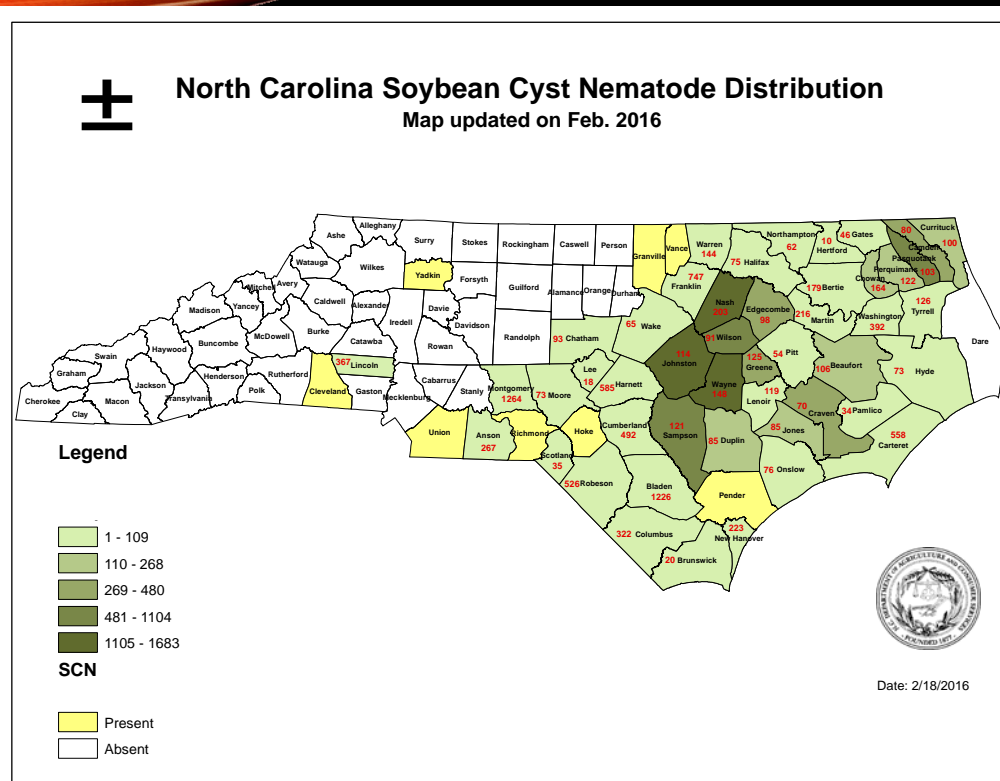 North Carolina Soybean Cyst Nematode Distribution
Map updated on Feb. 2016
Ashe
Alleghany
Surry
Stokes
Rockingham
Caswell
Person
Granville
Vance
Warren
144
Northampton
62
10
Hertford
46 Gates
80
Currituck
100
Camden
Pasquotank
103
Perquimans
122
Chowan
164
Watauga
Wilkes
Yadkin
Forsyth
Guilford
Alamance
Orange
Durham
747
Franklin
75 Halifax
179 Bertie
126
Tyrrell
Washington
392
Dare
Mitchel
Avery
Caldwell
Alexander
Iredell
Davie
Davidson
Randolph
Nash
203
Edgecombe
98
216
Martin
Madison
Yancey
McDowell
Burke
Catawba
Rowan
93 Chatham
65
Wake
91 Wilson
54 Pitt
106
Beaufort
73
Hyde
Buncombe
Haywood
Swain
Graham
Rutherford
367
Lincoln
Lee
18
585 Harnett
114
Johnston
125
Greene
Wayne
148
119
Lenoir
Cherokee
Clay
Macon
Jackson
Transylvania
Henderson
Polk
Cleveland
Gaston
Mecklenburg
Cabarrus
Stanly
Montgomery
1264
73 Moore
70
Craven
34 Pamlico
Union
Anson
267
Richmond
Hoke
Cumberland
492
121
Sampson
85 Duplin
85
Jones
558
Carteret
Scotland
35
526 Robeson
Bladen
1226
76 Onslow
Pender
322 Columbus
223
New Hanover
20 Brunswick
Legend
1 - 109
110 - 268
269 - 480
481 - 1104
1105 - 1683
SCN
Present
Absent
N.C. DEPARTMENT OF AGRICULTURE AND CONSUMER SERVICES
FOUNDED 1877
Date: 2/18/2016